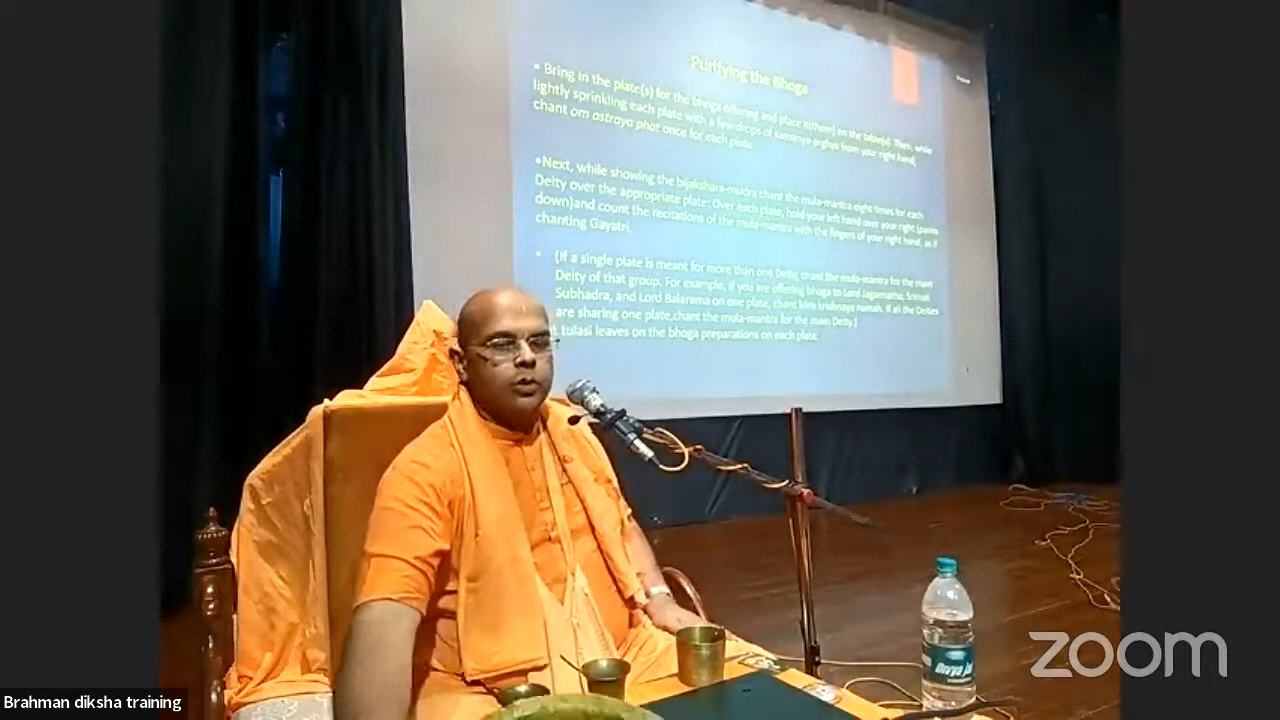 Purifying the Bhoga
• Bring in the plate(s) for the bhoga offering and place it(them) on the table(s). Then, while
lightly sprinkling each plate with a few drops of samanya-arghya from your right hand,
chant om astraya phat once for each plate.
•Next, while showing the bijakshara-mudra chant the mula-mantra eight times for each
Deity over the appropriate plate: Over each plate, hold your left hand over your right (palms
down)and count the recitations of the mula-mantra with the fingers of your right hand, as if
chanting Gayatri.
• [If a single plate is meant for more than one Deity, chant the mula-mantra for the main
Deity of that group. For example, if you are offering bhoga to Lord Jagannatha, Srimati
Subhadra, and Lord Balarama on one plate, chant klim krishnaya namah. If all the Deities
are sharing one plate,chant the mula-mantra for the main Deity.]
tulasi leaves on the bhoga preparations on each plate.
Divya
zoom
Brahman diksha training